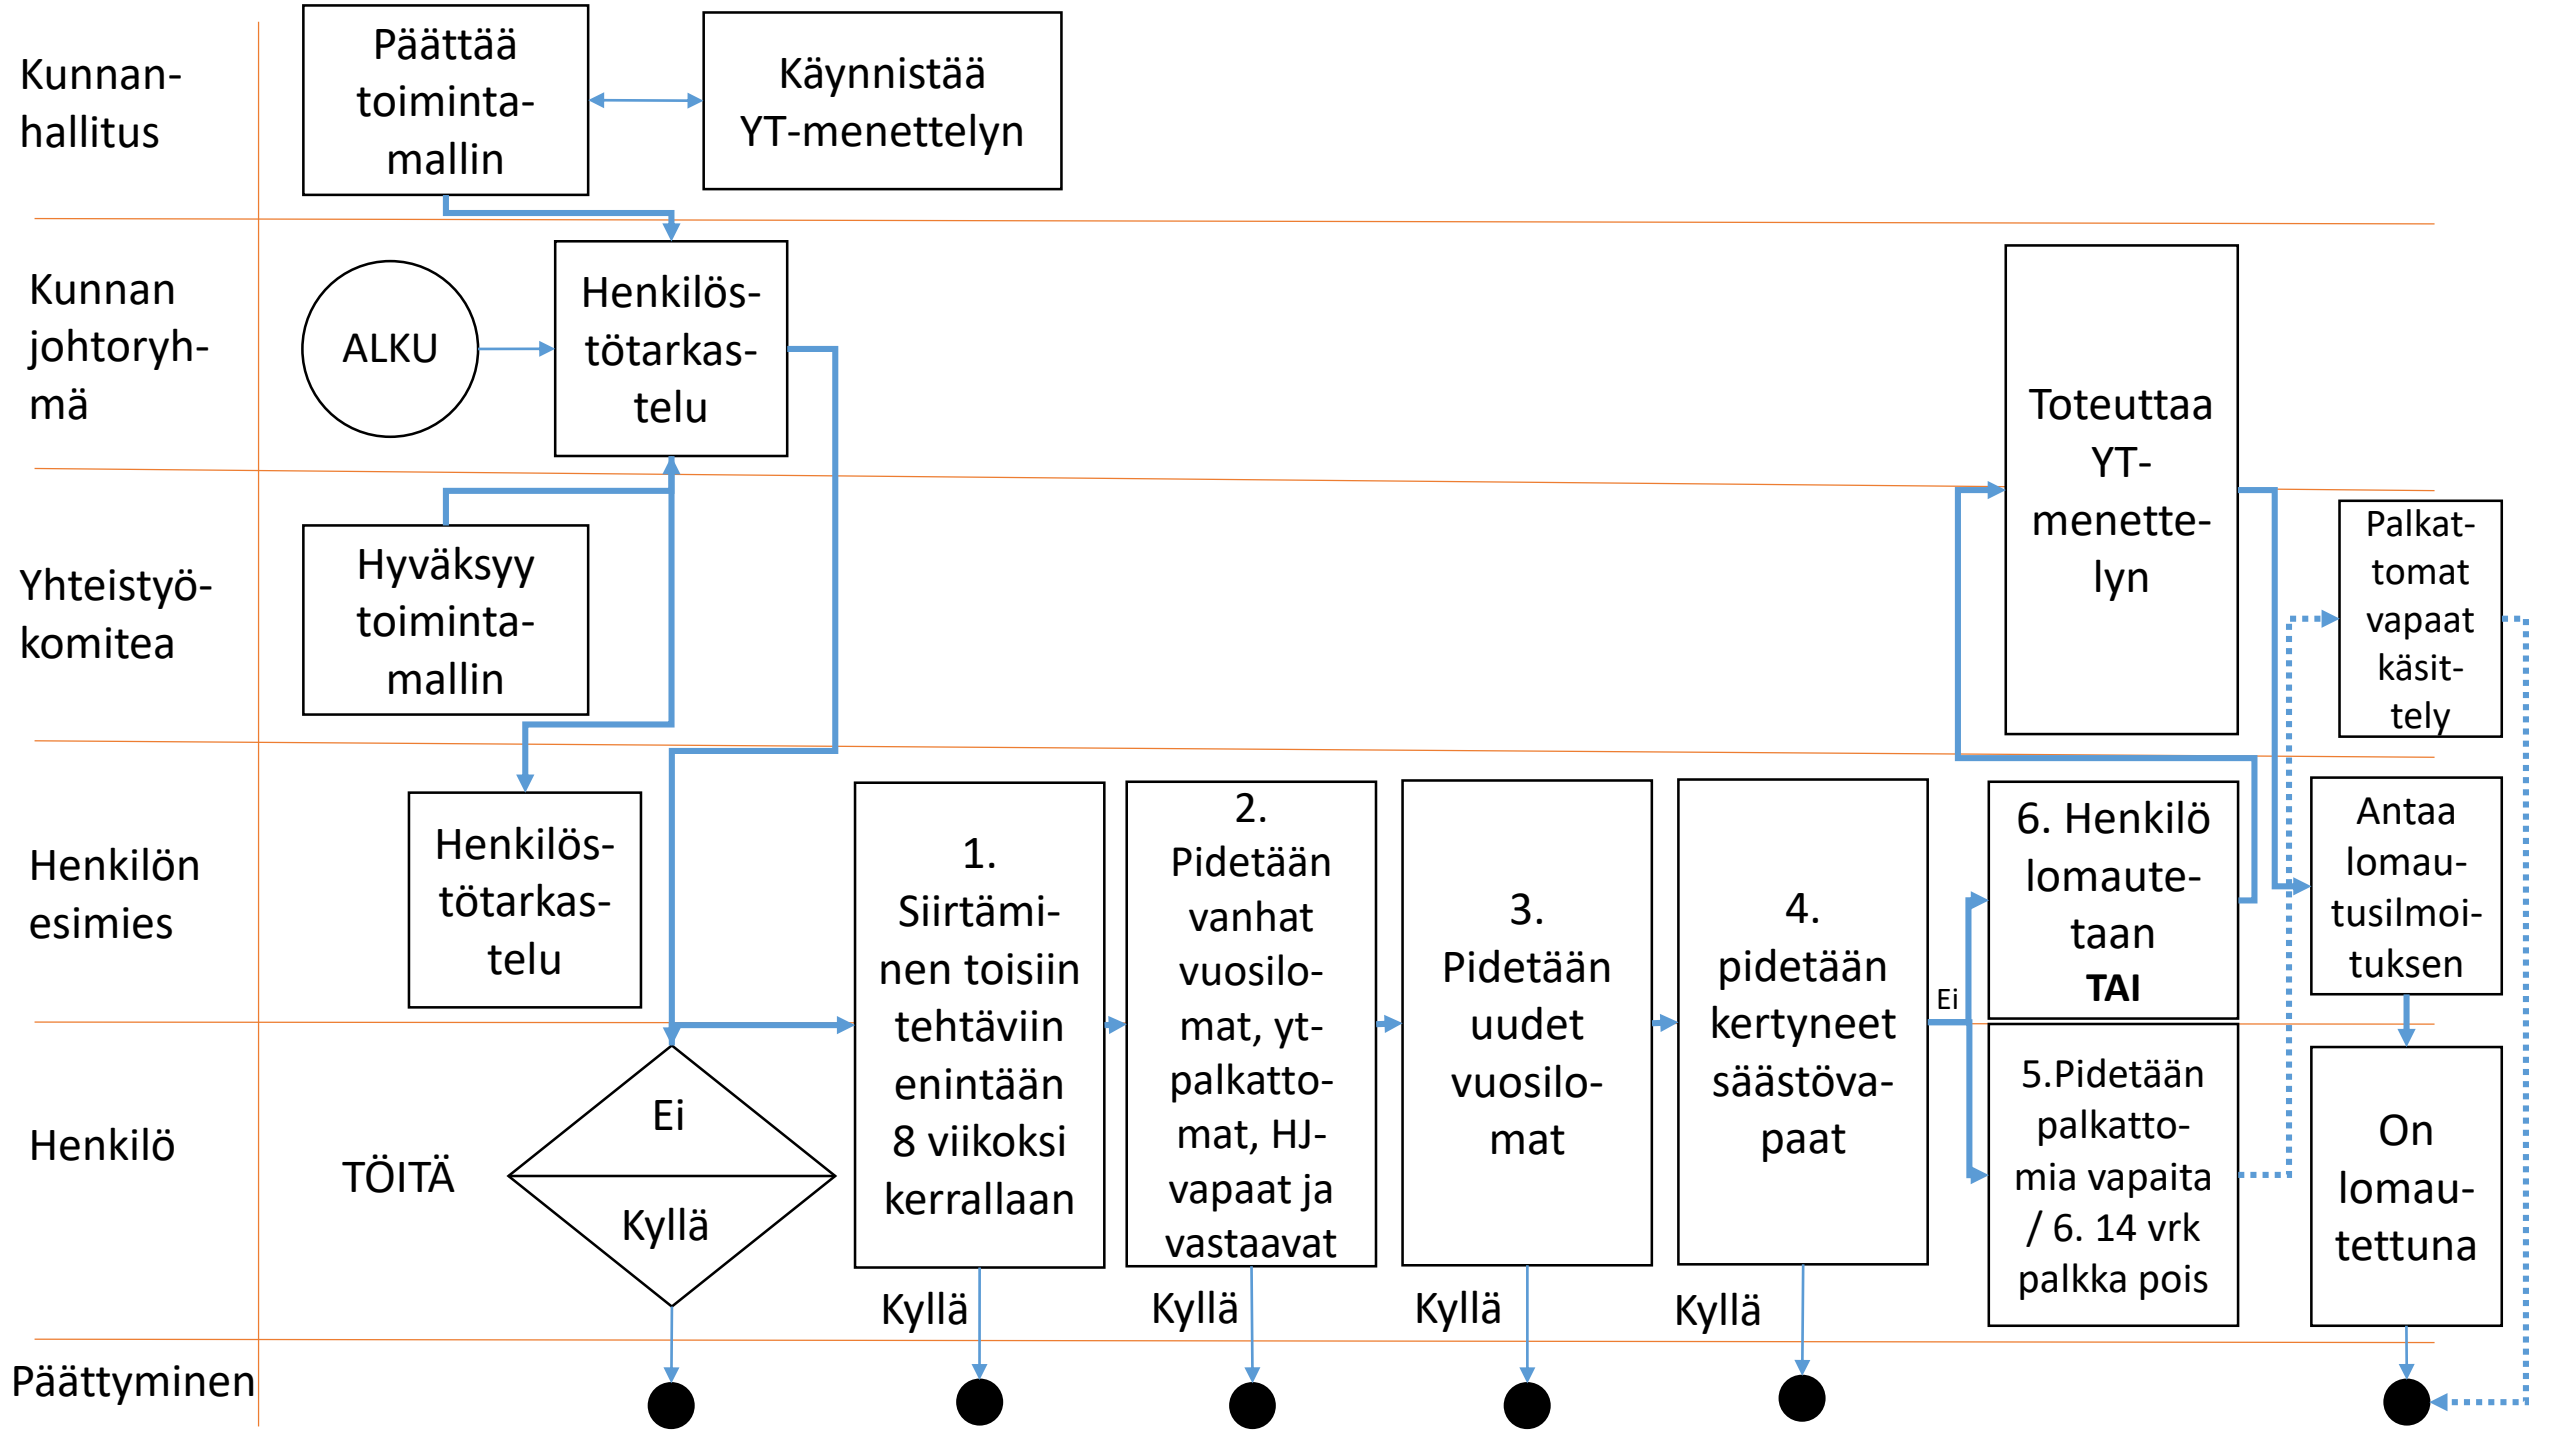 Kunnan-
hallitus
Päättää
toiminta-
mallin
Käynnistää
YT-menettelyn
Kunnan
johtoryh-
mä
ALKU
Henkilös-
tötarkas-
telu
Toteuttaa
YT-
menette-
lyn
Yhteistyö-
komitea
Hyväksyy
toiminta-
mallin
Palkat-
tomat
vapaat
käsit-
tely
Henkilön
esimies
Henkilös-
tötarkas-
telu
1.
Siirtämi-
nen toisiin
tehtäviin
enintään
8 viikoksi
kerrallaan
2.
Pidetään
vanhat
vuosilo-
mat, yt-
palkatto-
mat, HJ-
vapaat ja
vastaavat
3.
Pidetään
uudet
vuosilo-
mat
4.
pidetään
kertyneet
säästöva-
paat
Ei
6. Henkilö
lomaute-
taan
TAI
Antaa
lomau-
tusilmoi-
tuksen
Henkilö
TÖITÄ
Ei
Kyllä
5.Pidetään
palkatto-
mia vapaita
/ 6. 14 vrk
palkka pois
On
lomau-
tettuna
Kyllä
Kyllä
Kyllä
Kyllä
Päättyminen